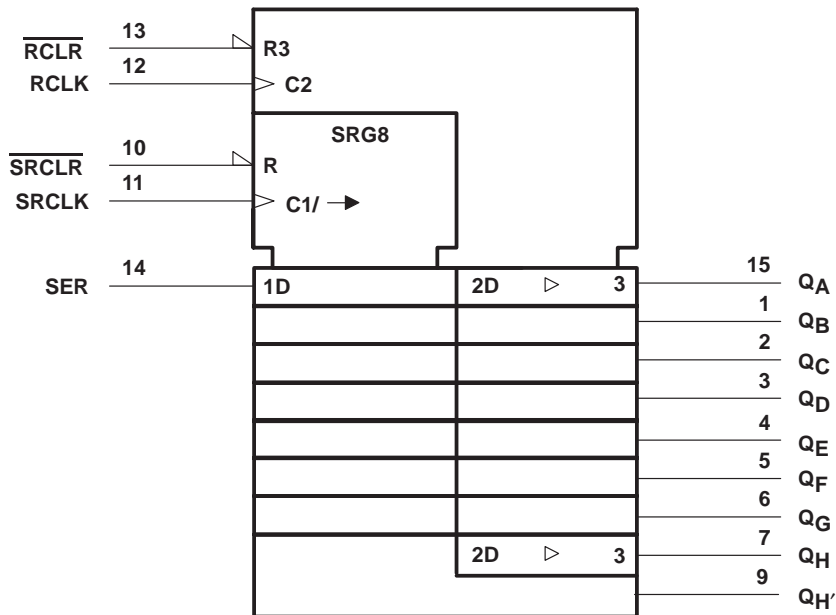 RCLR 13 R3
RCLK 12 C2
SRG8
SRCLR 10 R
SRCLK 11 C1/ →
SER 14 1D 2D ▷ 3 15 QA
1 QB
2 QC
3 QD
4 QE
5 QF
6 QG
2D ▷ 3 7 QH
9 QH′